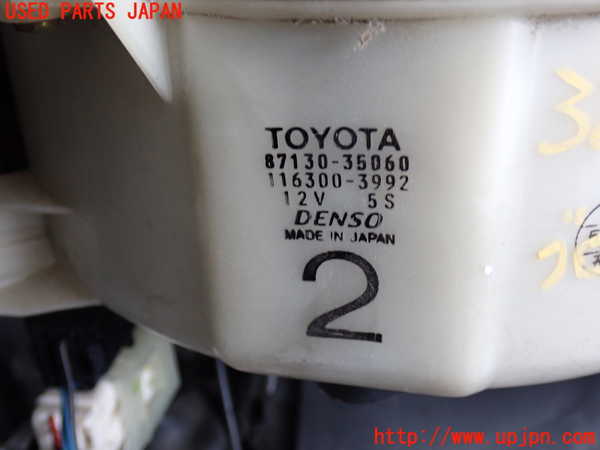 USED PARTS JAPAN
TOYOTA
87130-35060
116300-3992
12V 5S
DENSO
MADE IN JAPAN
2
http://www.upjpn.com/